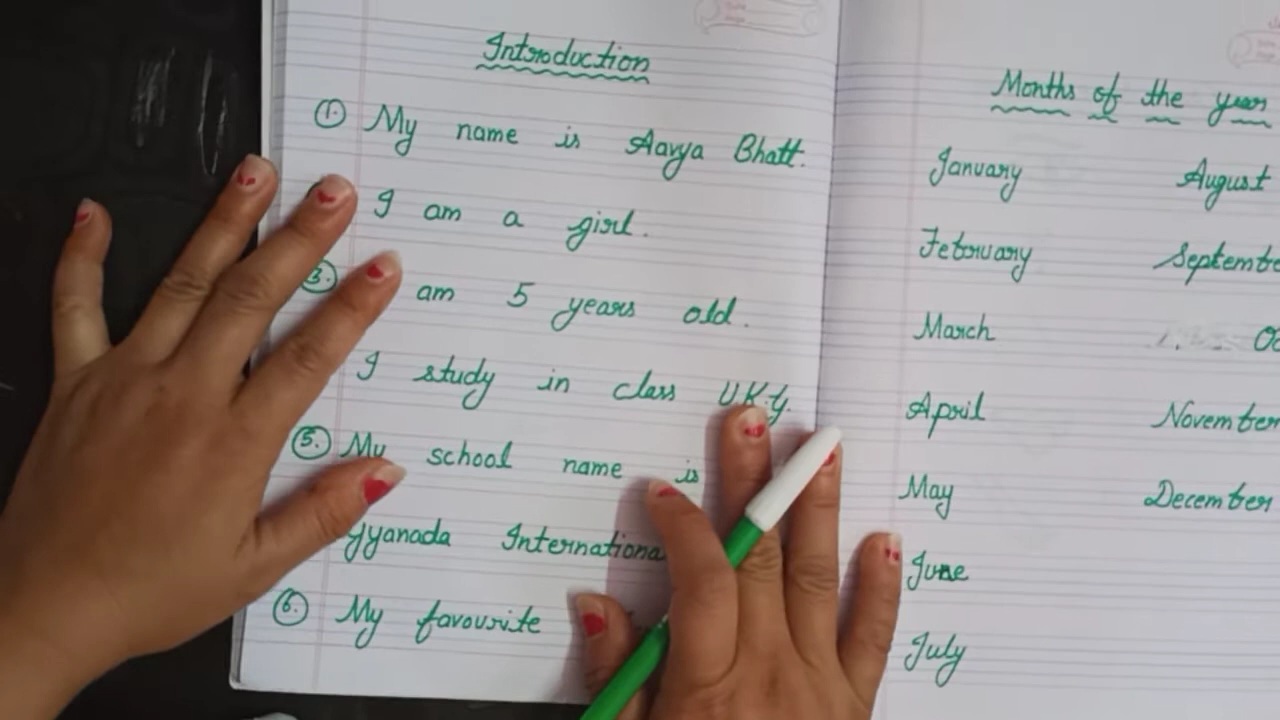 Introduction
1. My name is Aavya Bhatt.
I am a girl.
3. am 5 years old.
I study in class U.K.G.
5. My school name is
Gyanada Internationa
6. My favourite
Months of the year
January August
February September
March Oc
April November
May December
June
July